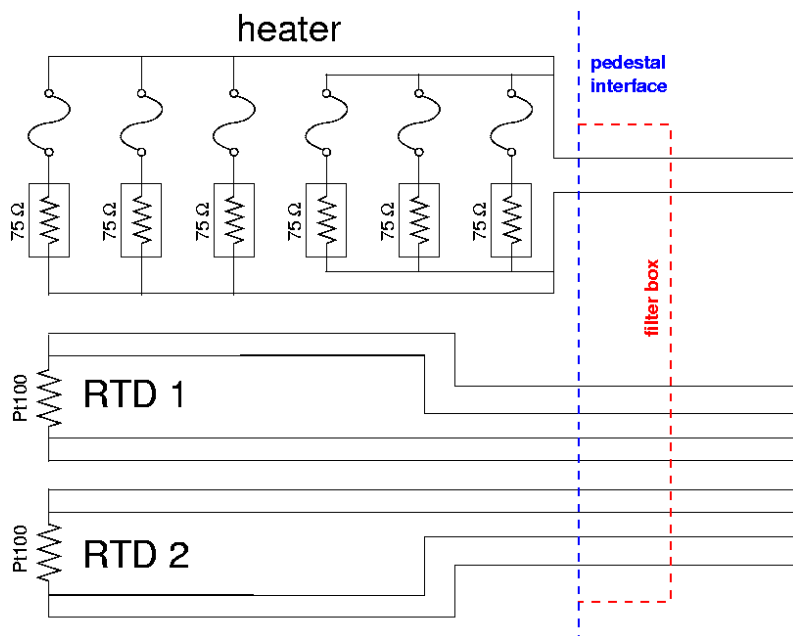 heater
pedestal
interface
75 Ω
75 Ω
75 Ω
75 Ω
75 Ω
75 Ω
filter box
Pt100
RTD 1
Pt100
RTD 2